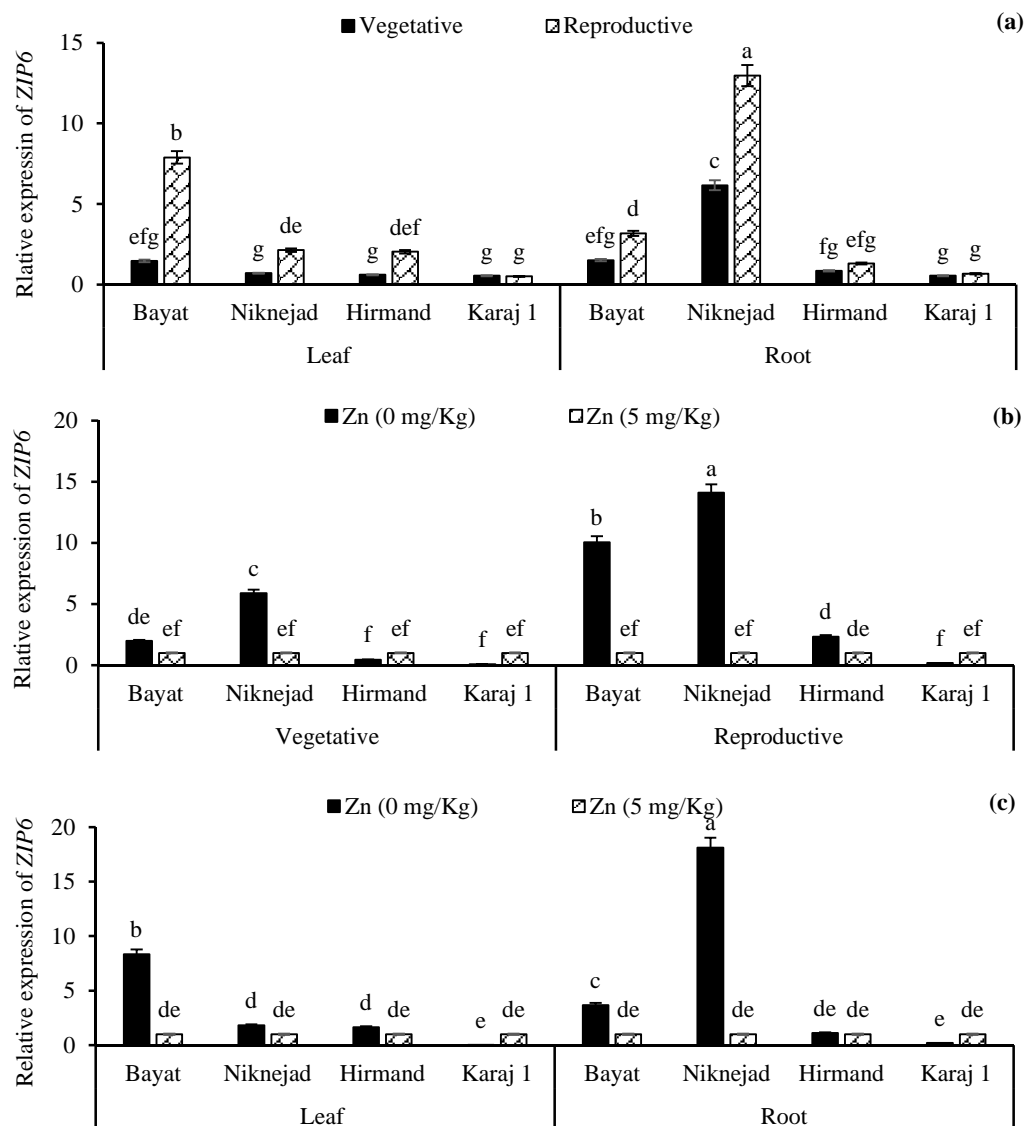 Vegetative Reproductive (a)
Rlative expressin of ZIP6
15
10
5
0
efg b g de g def g g efg d c a fg efg g g
Bayat Niknejad Hirmand Karaj 1 Bayat Niknejad Hirmand Karaj 1
Leaf Root
Zn (0 mg/Kg) Zn (5 mg/Kg) (b)
Rlative expression of ZIP6
20
15
10
5
0
de ef c ef f ef f ef b ef a ef d de f ef
Bayat Niknejad Hirmand Karaj 1 Bayat Niknejad Hirmand Karaj 1
Vegetative Reproductive
Zn (0 mg/Kg) Zn (5 mg/Kg) (c)
Relative expression of ZIP6
20
15
10
5
0
b de d de d de e de c de a de de de e de
Bayat Niknejad Hirmand Karaj 1 Bayat Niknejad Hirmand Karaj 1
Leaf Root